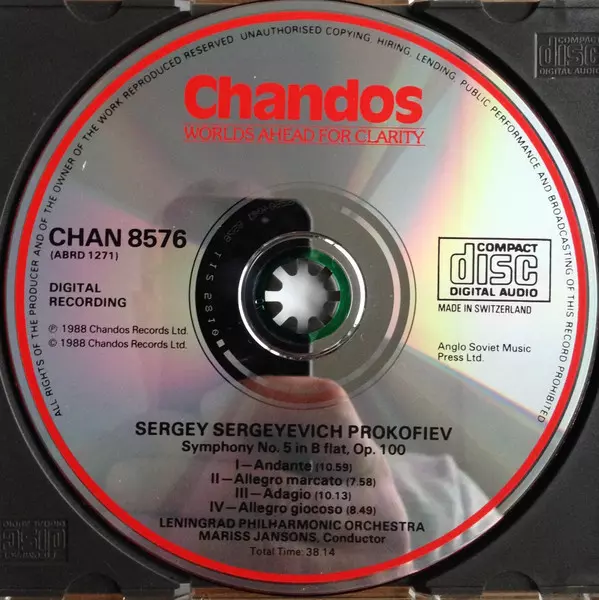 ALL RIGHTS OF THE PRODUCER AND OF THE OWNER OF THE WORK REPRODUCED RESERVED. UNAUTHORISED COPYING, HIRING, LENDING, PUBLIC PERFORMANCE AND BROADCASTING OF THIS RECORD PROHIBITED
COMPACT
disc
DIGITAL AUDIO
Chandos
WORLDS AHEAD FOR CLARITY
CHAN 8576
(ABRD 1271)
DIGITAL
RECORDING
℗ 1988 Chandos Records Ltd.
© 1988 Chandos Records Ltd.
COMPACT
disc
DIGITAL AUDIO
MADE IN SWITZERLAND
Anglo Soviet Music
Press Ltd.
SERGEY SERGEYEVICH PROKOFIEV
Symphony No. 5 in B flat, Op. 100
I—Andante (10.59)
II—Allegro marcato (7.58)
III—Adagio (10.13)
IV—Allegro giocoso (8.49)
LENINGRAD PHILHARMONIC ORCHESTRA
MARISS JANSONS, Conductor
Total Time: 38.14